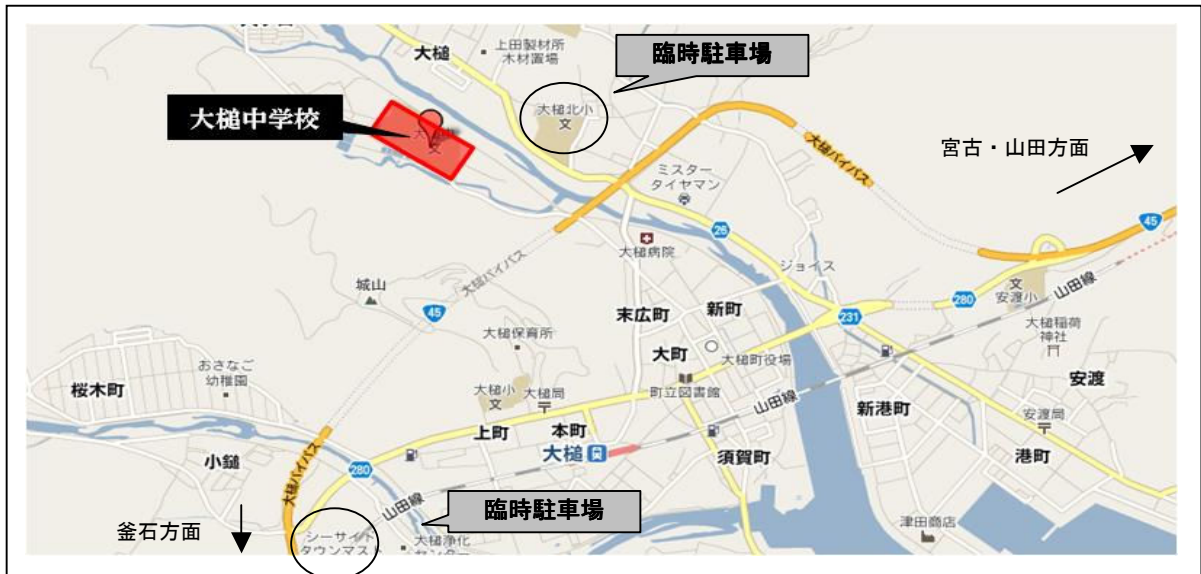 大槌
上田製材所
木材置場
臨時駐車場
大槌中学校
文
大槌北小
文
大槌バイパス
宮古・山田方面
ミスター
タイヤマン
45
26
大槌病院
ジョイス
大槌バイパス
城山
45
280
文
安渡小
山田線
末広町
新町
231
大槌稲荷
神社
大槌保育所
大町
大槌町役場
おさなご
幼稚園
桜木町
安渡
大槌小
文
大槌局
町立図書館
山田線
新港町
安渡局
上町
本町
大槌
須賀町
港町
小鎚
280
大槌バイパス
山田線
臨時駐車場
釜石方面
シーサイド
タウンマスト
大槌浄化
センター
津田商店